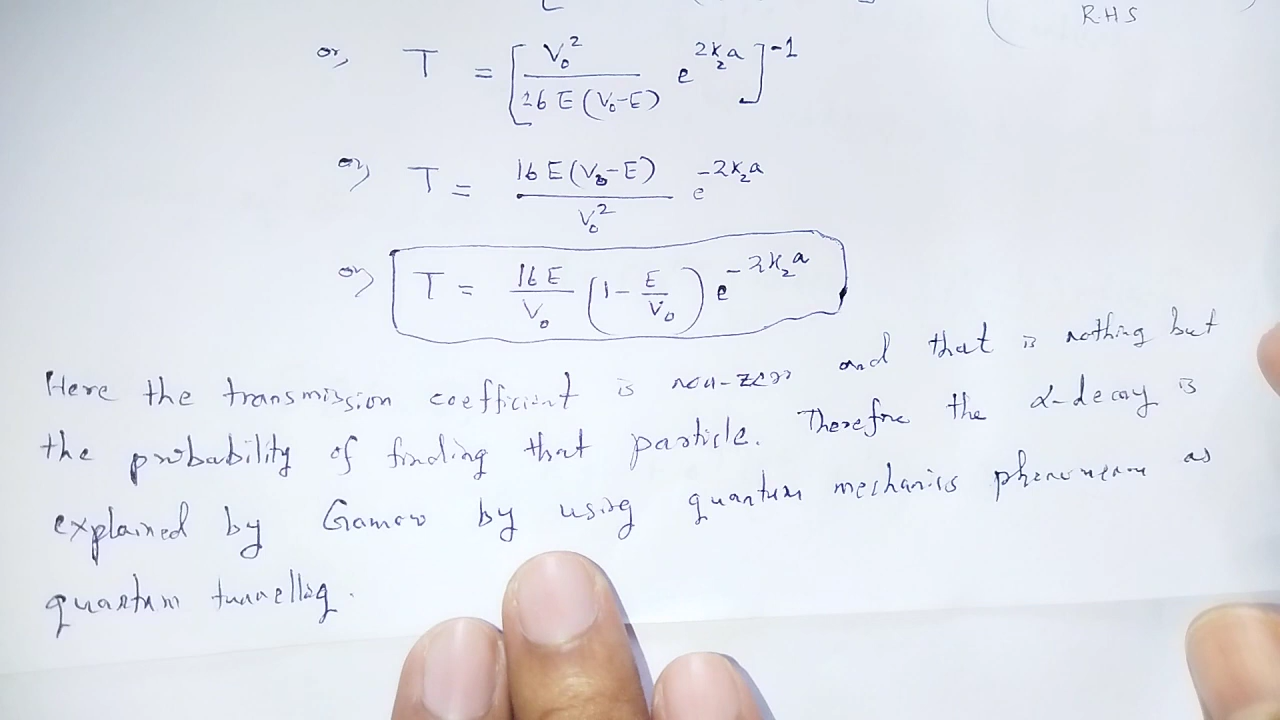 RHS
or, T = [V₀² / 16 E (V₀-E) e^{2k₂a}]^{-1}
or, T = 16 E (V₀-E) / V₀² e^{-2k₂a}
or, T = 16 E / V₀ (1 - E / V₀) e^{-2k₂a}
Here the transmission coefficient is non-zero and that is nothing but
the probability of finding that particle. Therefore the α-decay is
explained by Gamow by using quantum mechanics phenomena as
quantum tunnelling.